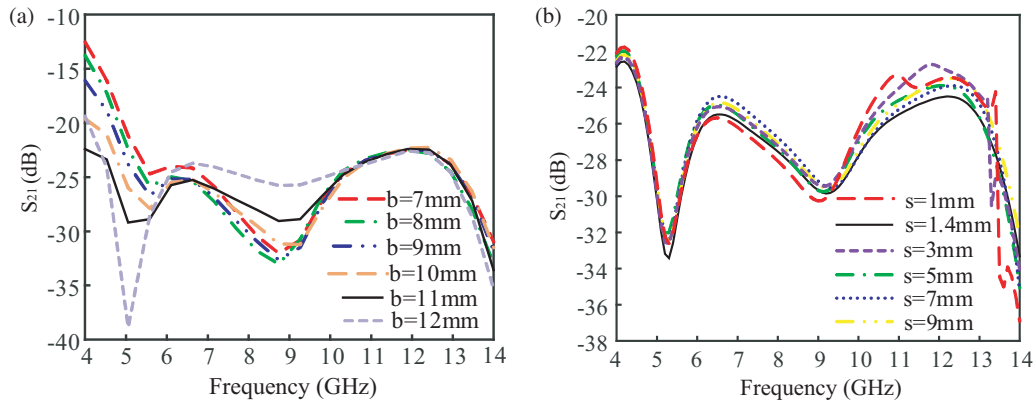 (a)
-10
-15
-20
-25
-30
-35
-40
S21 (dB)
4 5 6 7 8 9 10 11 12 13 14
Frequency (GHz)
b=7mm
b=8mm
b=9mm
b=10mm
b=11mm
b=12mm
(b)
-20
-22
-24
-26
-28
-30
-32
-34
-36
-38
S21 (dB)
4 5 6 7 8 9 10 11 12 13 14
Frequency (GHz)
s=1mm
s=1.4mm
s=3mm
s=5mm
s=7mm
s=9mm